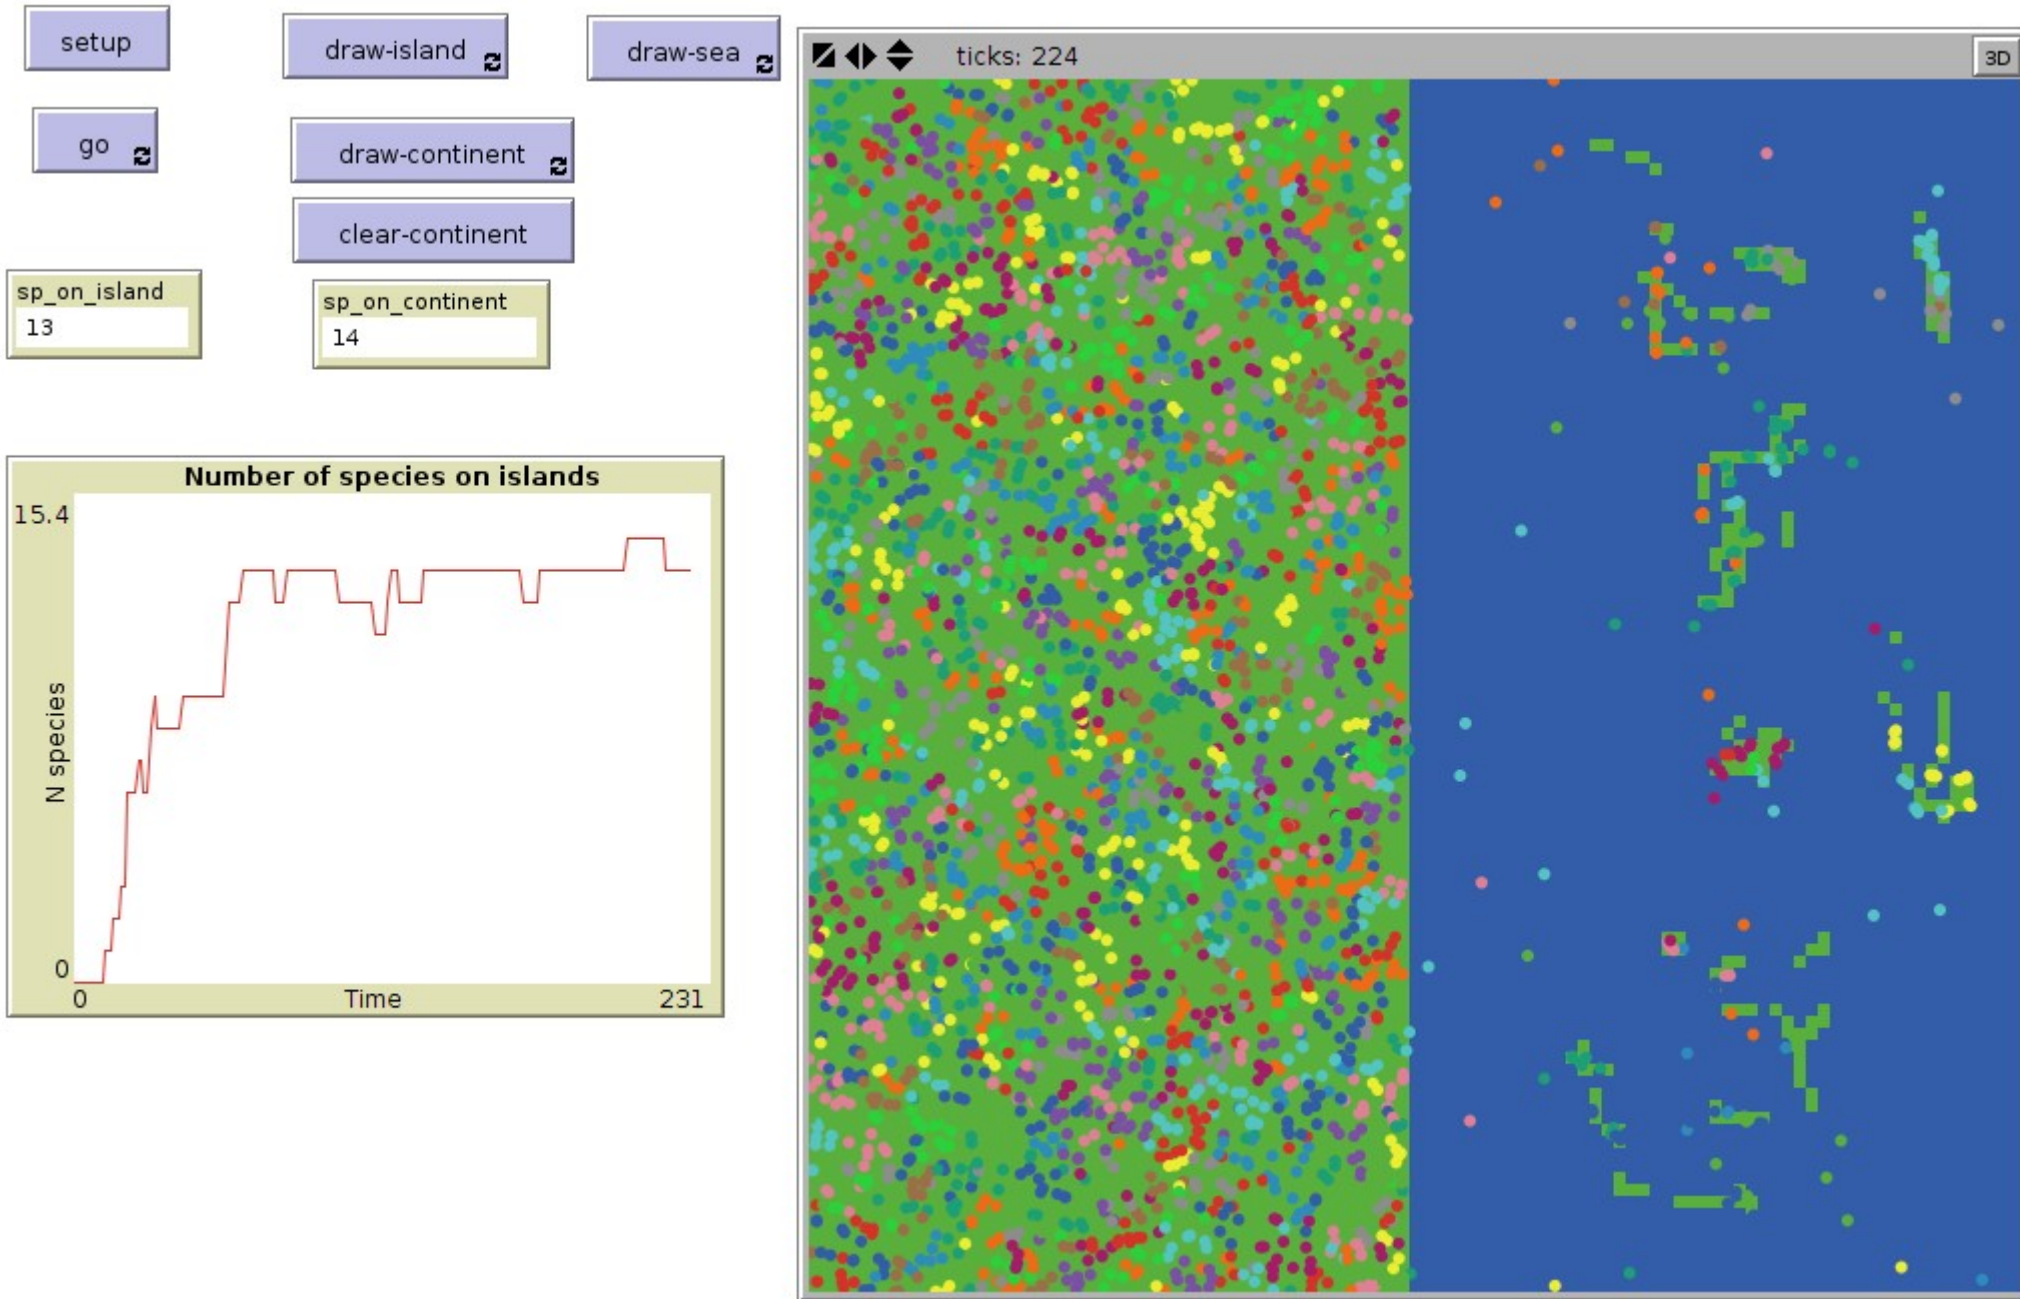 setup
draw-island
draw-sea
go
draw-continent
clear-continent
sp_on_island
13
sp_on_continent
14
Number of species on islands
15.4
N species
0
0
Time
231
ticks: 224
3D